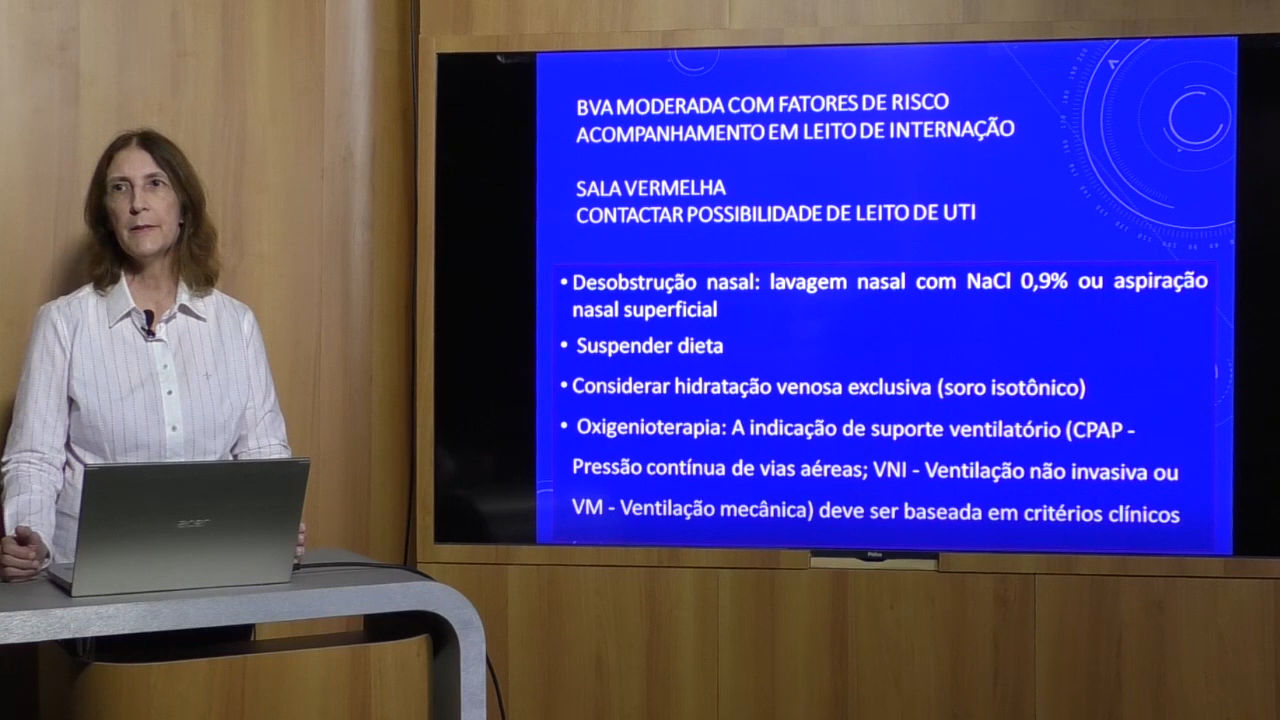 BVA MODERADA COM FATORES DE RISCO
ACOMPANHAMENTO EM LEITO DE INTERNAÇÃO
SALA VERMELHA
CONTACTAR POSSIBILIDADE DE LEITO DE UTI
• Desobstrução nasal: lavagem nasal com NaCl 0,9% ou aspiração
nasal superficial
• Suspender dieta
• Considerar hidratação venosa exclusiva (soro isotônico)
• Oxigenioterapia: A indicação de suporte ventilatório (CPAP -
Pressão contínua de vias aéreas; VNI - Ventilação não invasiva ou
VM - Ventilação mecânica) deve ser baseada em critérios clínicos
acer
Philco